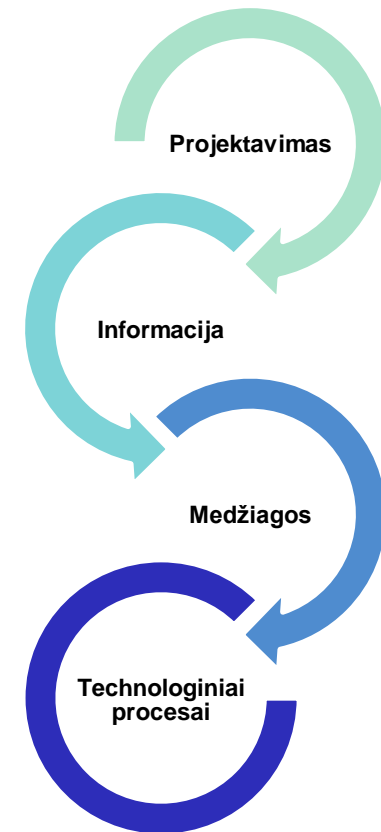 Projektavimas
Informacija
Medžiagos
Technologiniai
procesai